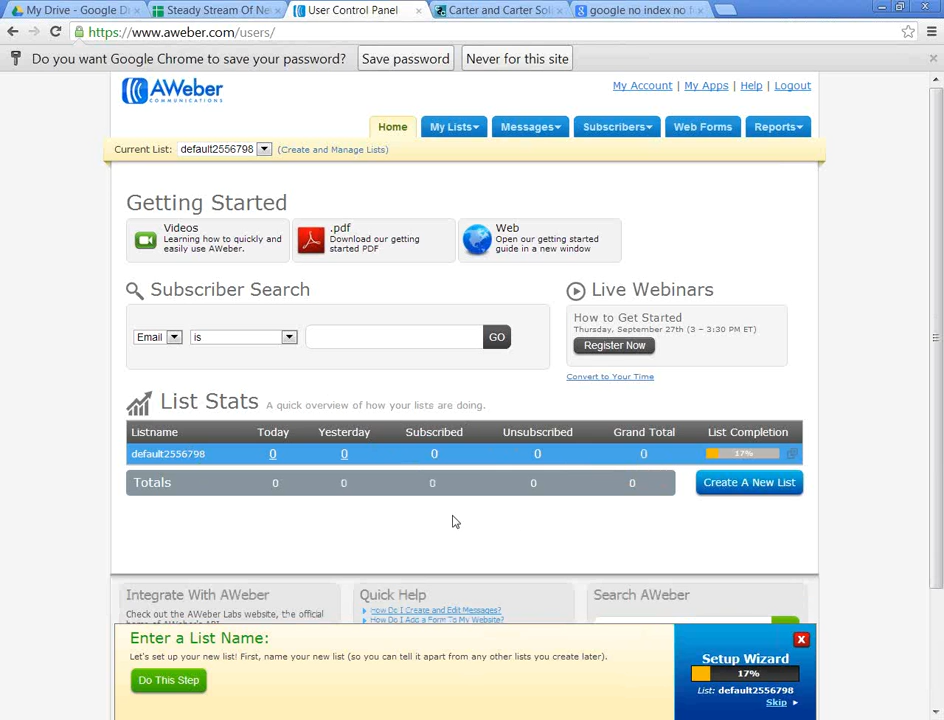 My Drive - Google D
Steady Stream Of Ne
User Control Panel
Carter and Carter Sol
google no index no f
https://www.aweber.com/users/
Do you want Google Chrome to save your password?
Save password
Never for this site
AWeber
COMMUNICATIONS
My Account | My Apps | Help | Logout
Home
My Lists
Messages
Subscribers
Web Forms
Reports
Current List: default2556798 (Create and Manage Lists)
Getting Started
Videos
Learning how to quickly and
easily use AWeber.
.pdf
Download our getting
started PDF
Web
Open our getting started
guide in a new window
Subscriber Search
Email is GO
Live Webinars
How to Get Started
Thursday, September 27th (3 – 3:30 PM ET)
Register Now
Convert to Your Time
List Stats A quick overview of how your lists are doing.
Listname Today Yesterday Subscribed Unsubscribed Grand Total List Completion
default2556798 0 0 0 0 0 17%
Totals 0 0 0 0 0
Create A New List
Integrate With AWeber
Check out the AWeber Labs website, the official
home of AWeber's API
Quick Help
How Do I Create and Edit Messages?
How Do I Add a Form To My Website?
Search AWeber
Enter a List Name:
Let's set up your new list! First, name your new list (so you can tell it apart from any other lists you create later).
Do This Step
Setup Wizard
17%
List: default2556798
Skip